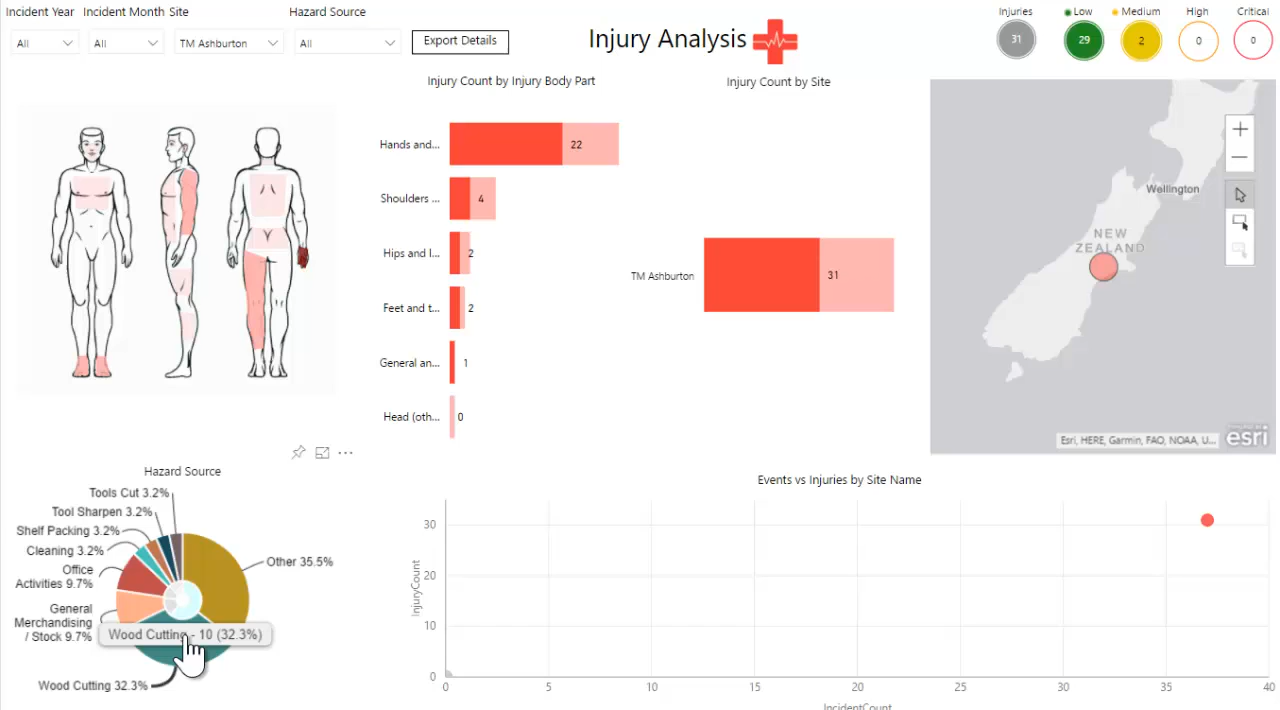 Incident Year Incident Month Site Hazard Source
All All TM Ashburton All Export Details
Injury Analysis
Injuries Low Medium High Critical
31 29 2 0 0
Injury Count by Injury Body Part
Hands and... 22
Shoulders ... 4
Hips and l... 2
Feet and t... 2
General an... 1
Head (oth... 0
Injury Count by Site
TM Ashburton 31
Wellington
NEW
ZEALAND
Esri, HERE, Garmin, FAO, NOAA, U...
esri
Hazard Source
Tools Cut 3.2%
Tool Sharpen 3.2%
Shelf Packing 3.2%
Cleaning 3.2%
Office
Activities 9.7%
General
Merchandising
/ Stock 9.7%
Other 35.5%
Wood Cutting - 10 (32.3%)
Wood Cutting 32.3%
Events vs Injuries by Site Name
InjuryCount
30
20
10
0
0 5 10 15 20 25 30 35 40
IncidentCount